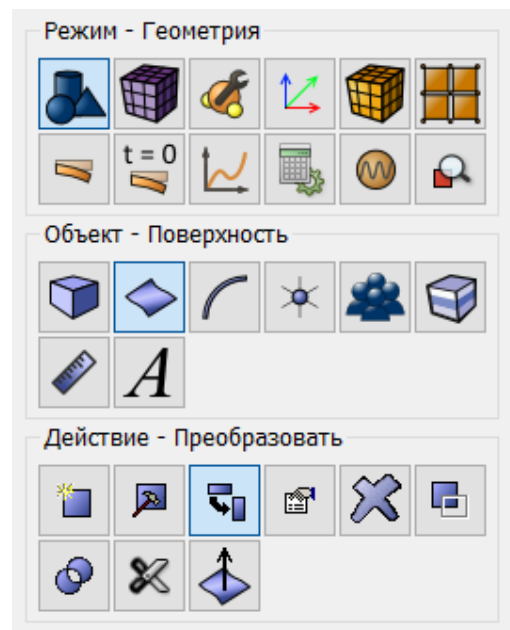 Режим - Геометрия
t = 0
Объект - Поверхность
A
Действие - Преобразовать